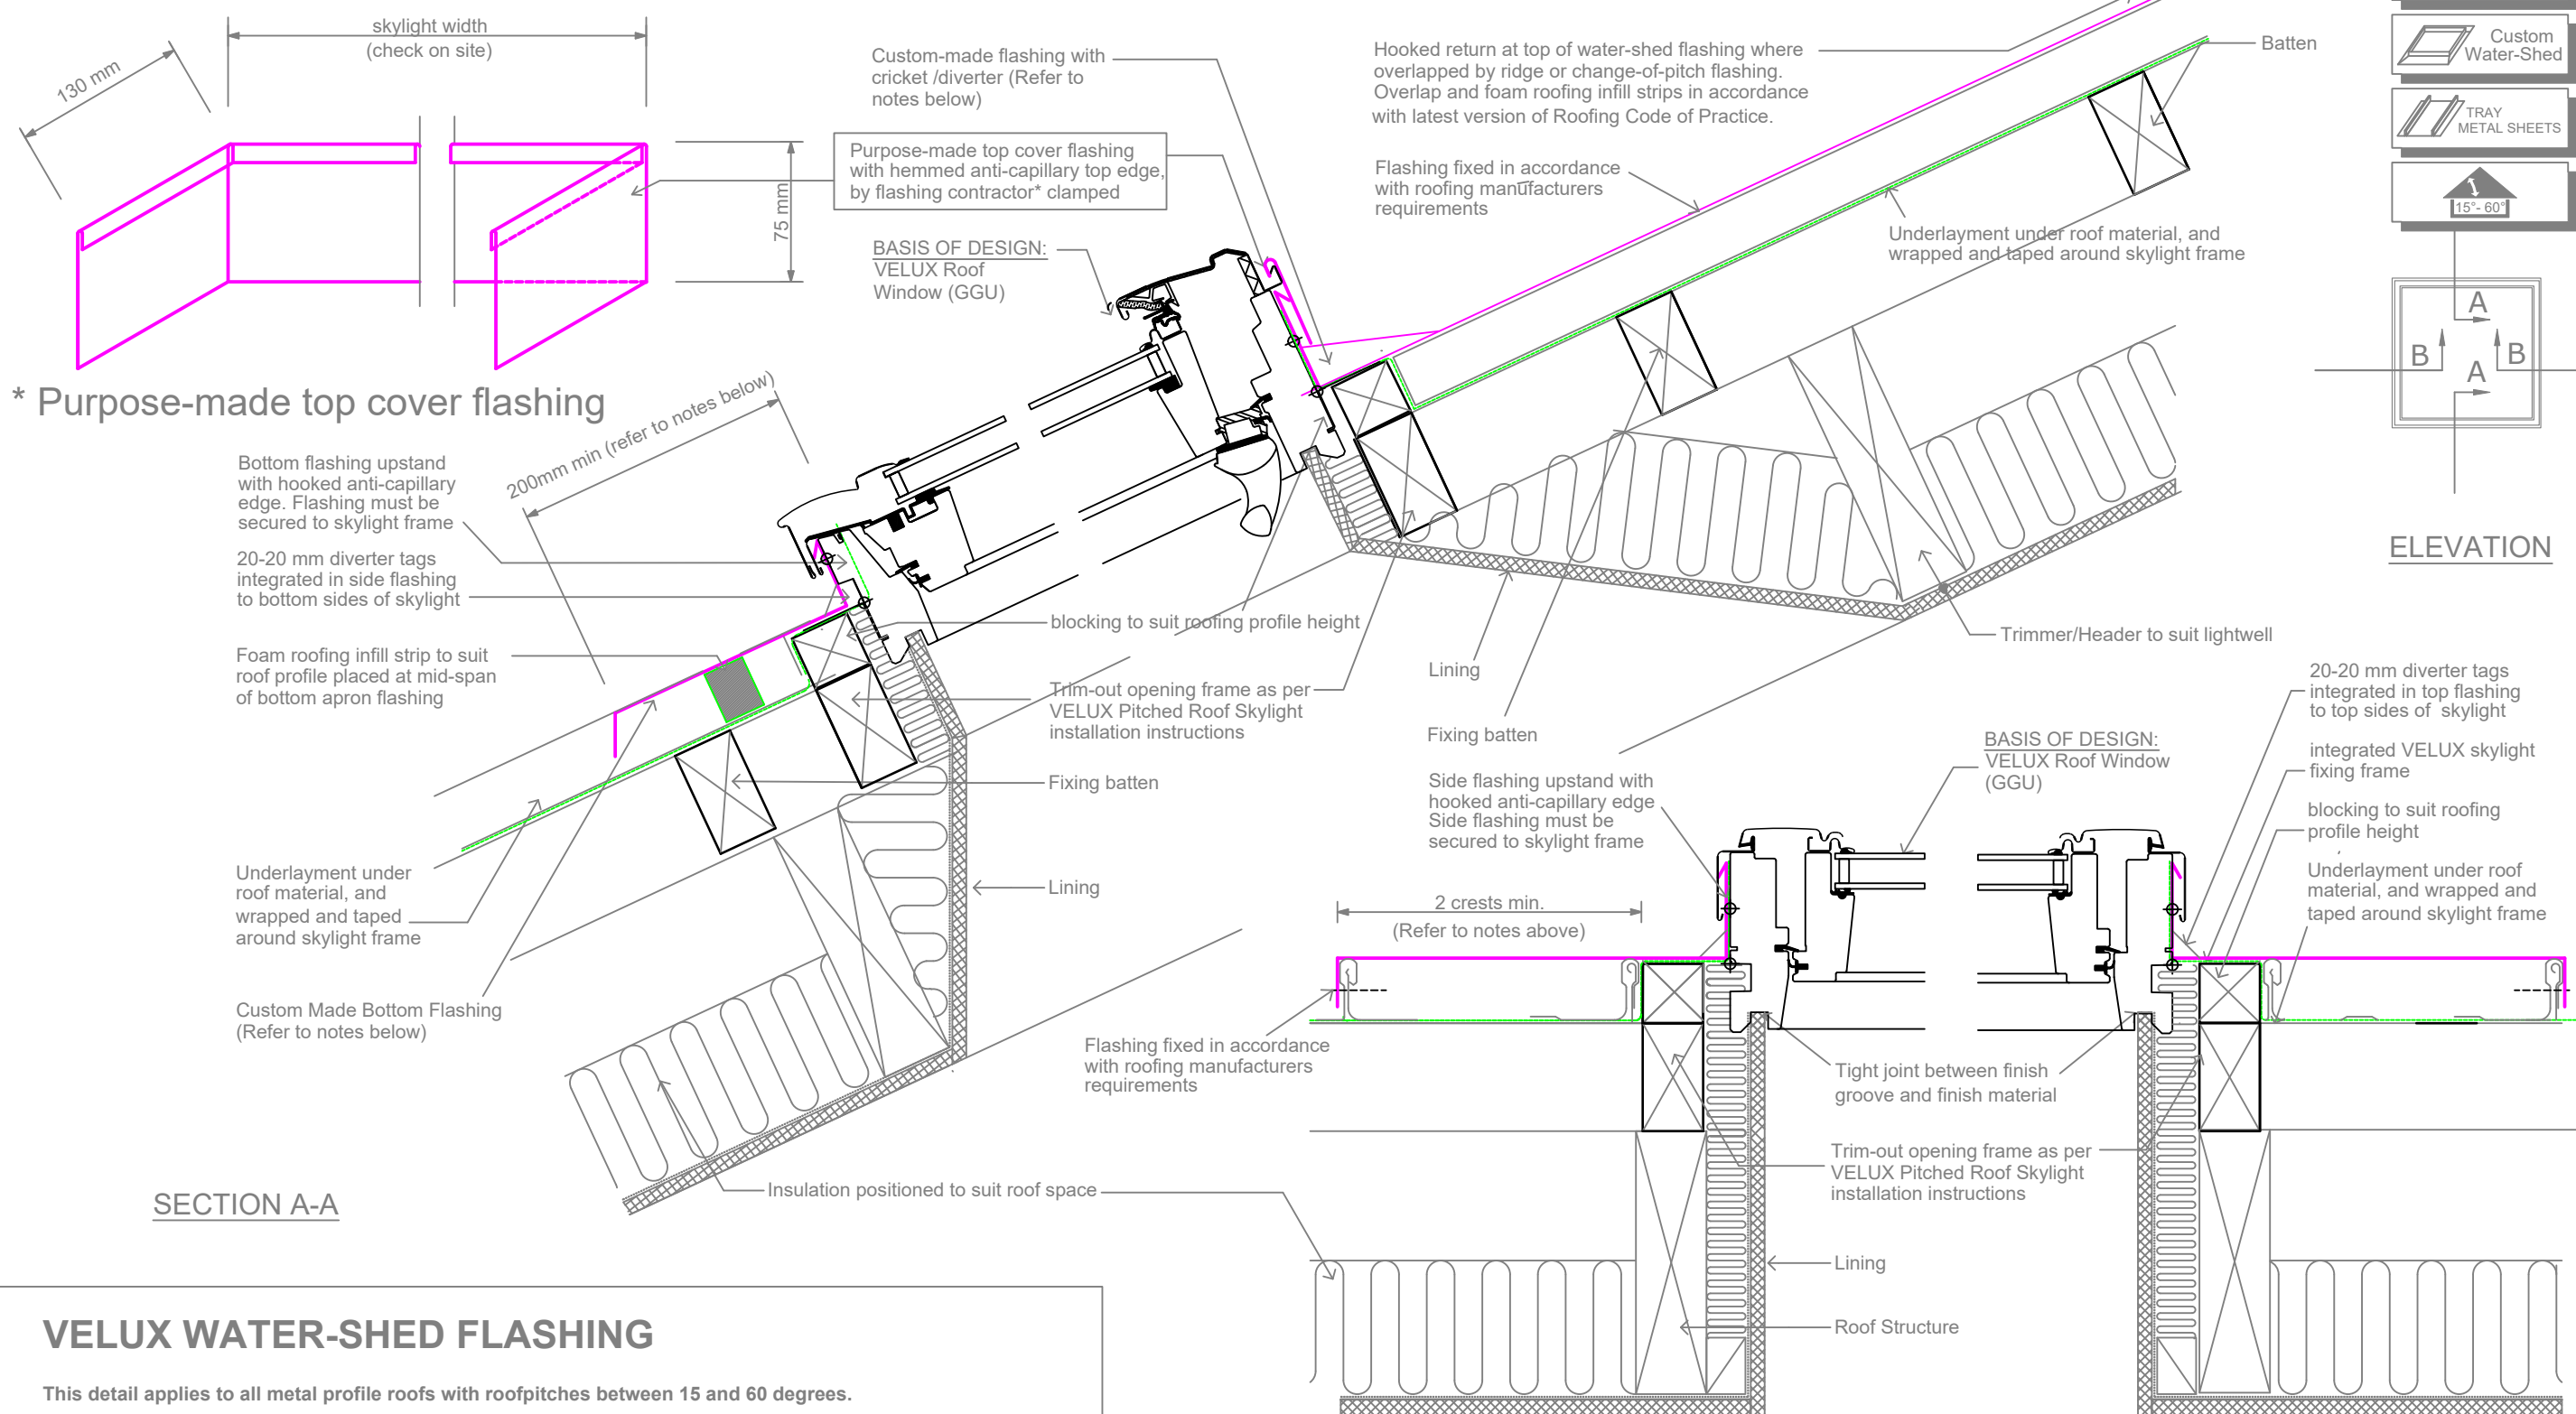 skylight width
(check on site)
130 mm
75 mm
* Purpose-made top cover flashing
Custom-made flashing with
cricket /diverter (Refer to
notes below)
Purpose-made top cover flashing
with hemmed anti-capillary top edge,
by flashing contractor* clamped
BASIS OF DESIGN:
VELUX Roof
Window (GGU)
Hooked return at top of water-shed flashing where
overlapped by ridge or change-of-pitch flashing.
Overlap and foam roofing infill strips in accordance
with latest version of Roofing Code of Practice.
Flashing fixed in accordance
with roofing manufacturers
requirements
Batten
Underlayment under roof material, and
wrapped and taped around skylight frame
Custom
Water-Shed
TRAY
METAL SHEETS
15°- 60°
A
B
B
A
ELEVATION
200mm min (refer to notes below)
Bottom flashing upstand
with hooked anti-capillary
edge. Flashing must be
secured to skylight frame
20-20 mm diverter tags
integrated in side flashing
to bottom sides of skylight
Foam roofing infill strip to suit
roof profile placed at mid-span
of bottom apron flashing
Underlayment under
roof material, and
wrapped and taped
around skylight frame
Custom Made Bottom Flashing
(Refer to notes below)
blocking to suit roofing profile height
Trim-out opening frame as per
VELUX Pitched Roof Skylight
installation instructions
Fixing batten
Lining
Lining
Fixing batten
Trimmer/Header to suit lightwell
Insulation positioned to suit roof space
SECTION A-A
Side flashing upstand with
hooked anti-capillary edge
Side flashing must be
secured to skylight frame
2 crests min.
(Refer to notes above)
Flashing fixed in accordance
with roofing manufacturers
requirements
BASIS OF DESIGN:
VELUX Roof Window
(GGU)
20-20 mm diverter tags
integrated in top flashing
to top sides of skylight
integrated VELUX skylight
fixing frame
blocking to suit roofing
profile height
Underlayment under roof
material, and wrapped and
taped around skylight frame
Tight joint between finish
groove and finish material
Trim-out opening frame as per
VELUX Pitched Roof Skylight
installation instructions
Lining
Roof Structure
VELUX WATER-SHED FLASHING
This detail applies to all metal profile roofs with roofpitches between 15 and 60 degrees.